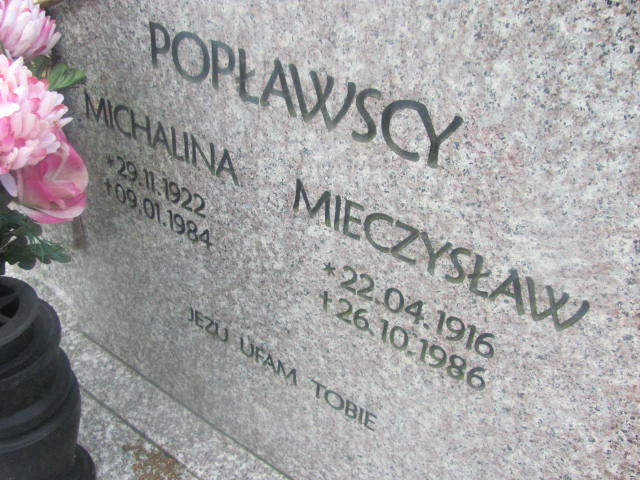 POPŁAWSCY
MICHALINA
*29.11.1922
†09.01.1984
MIECZYSŁAW
*22.04.1916
†26.10.1986
JEZU UFAM TOBIE